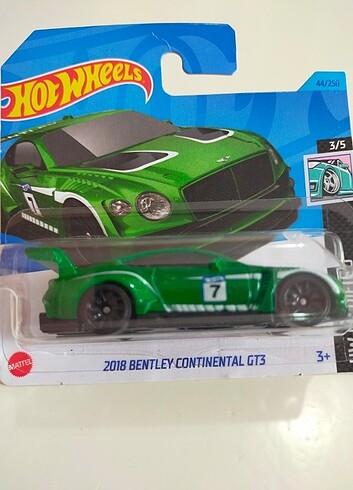 44/250
HOT WHEELS
3/5
7
7
MATTEL
2018 BENTLEY CONTINENTAL GT3
3+